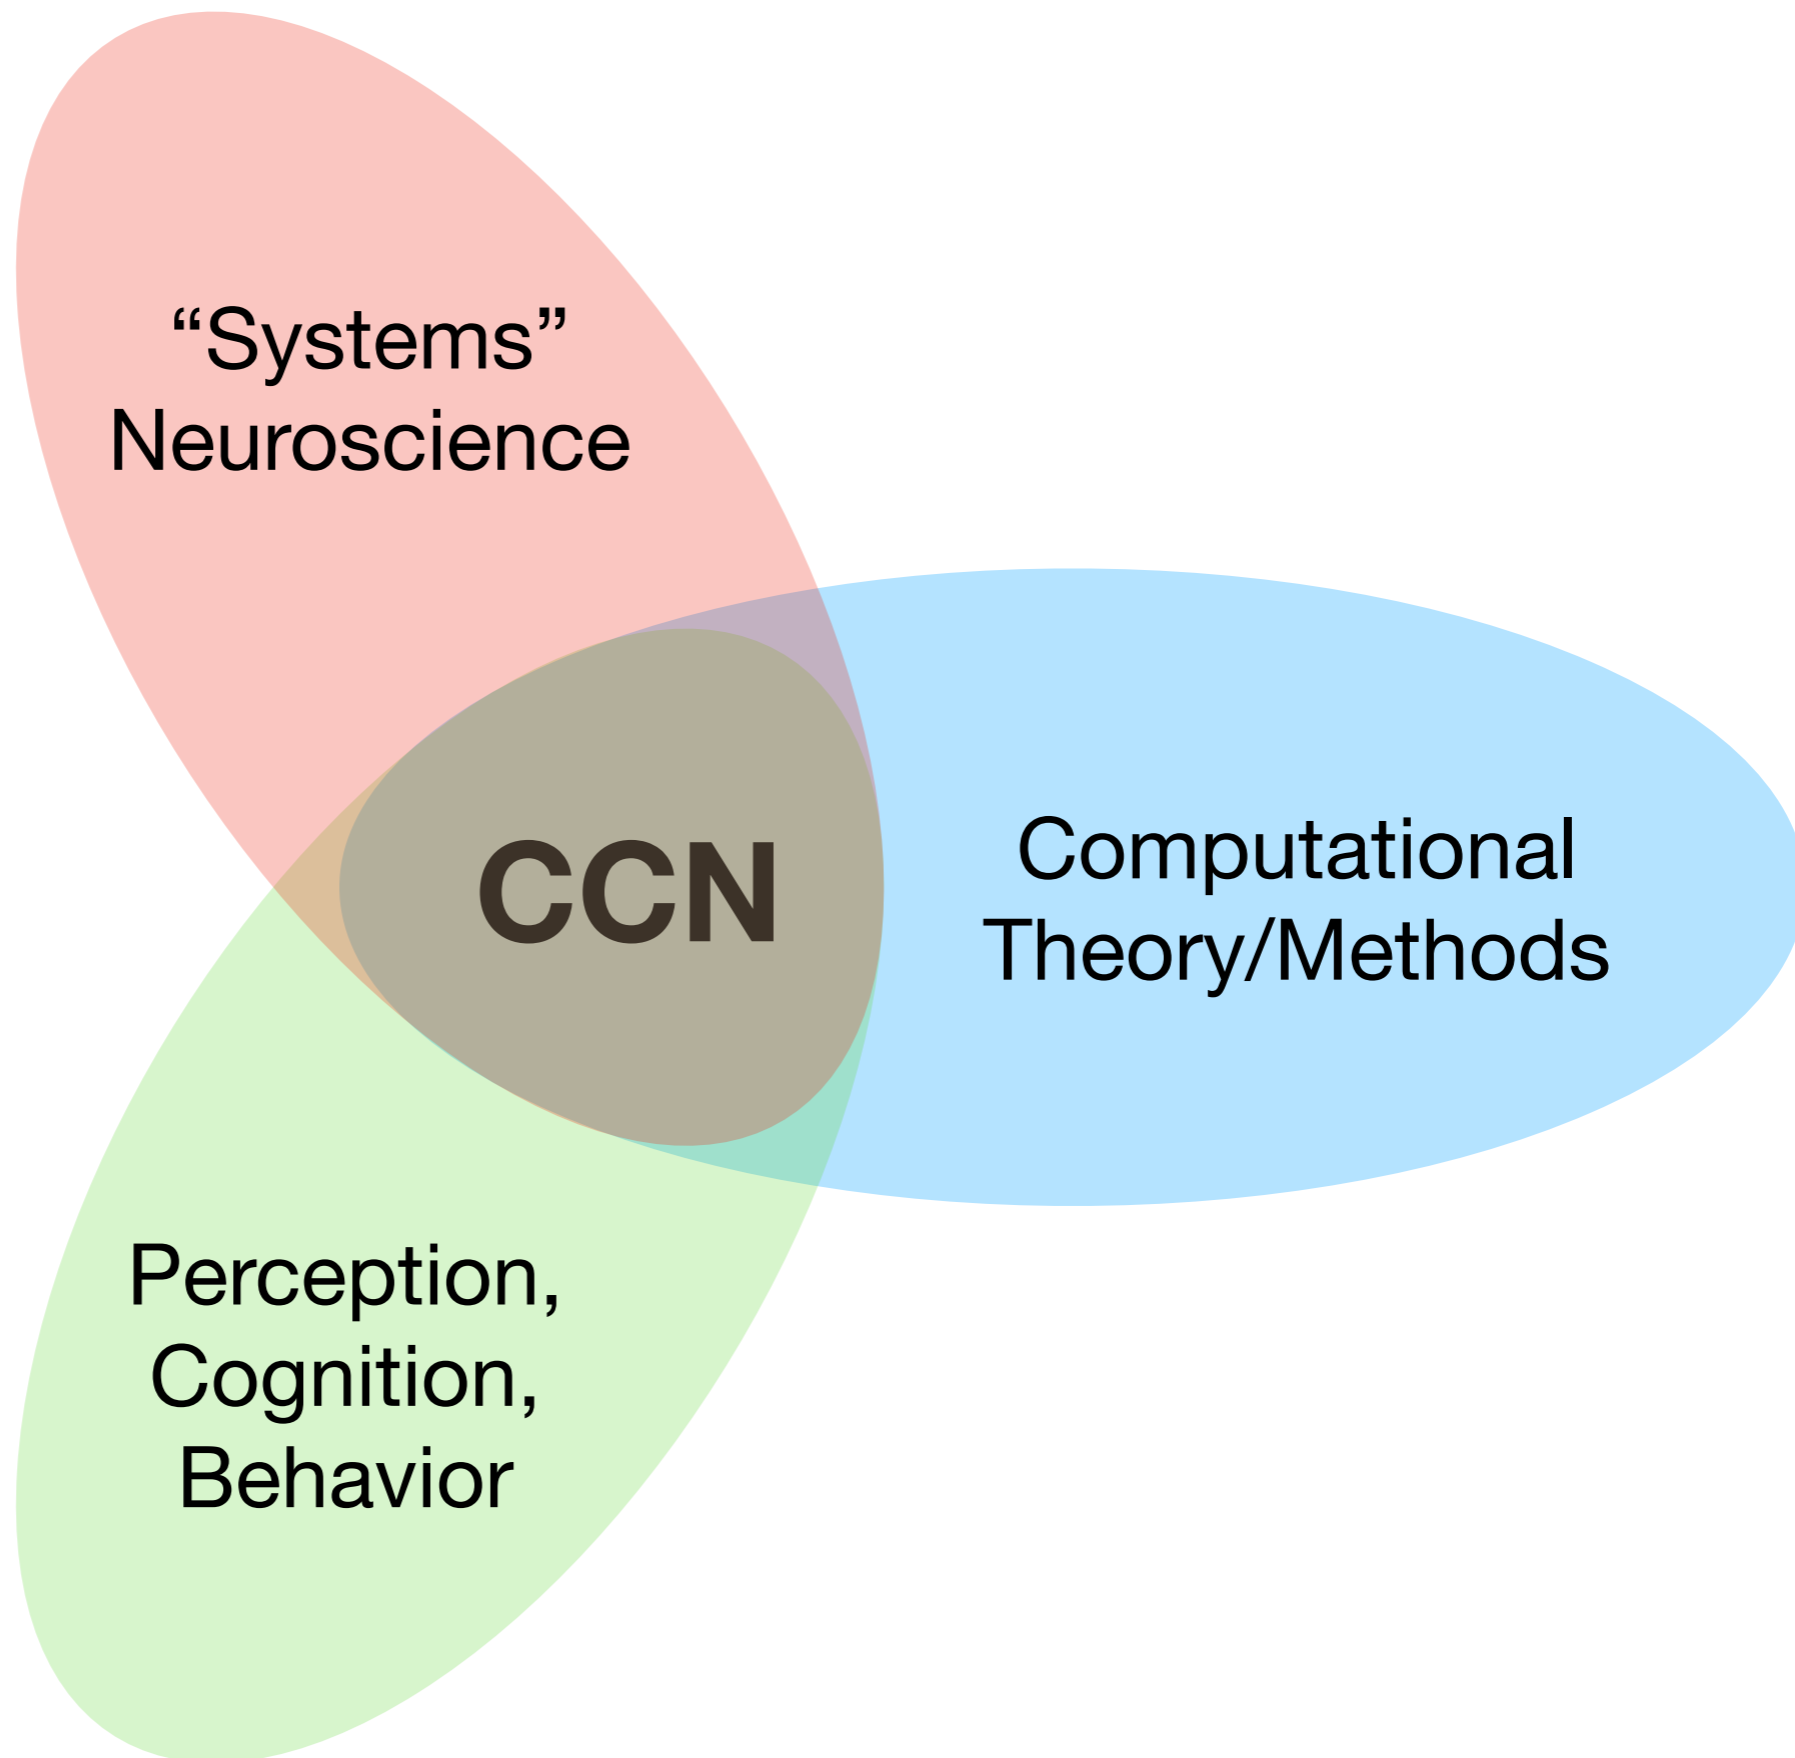 “Systems”
Neuroscience
CCN
Computational
Theory/Methods
Perception,
Cognition,
Behavior